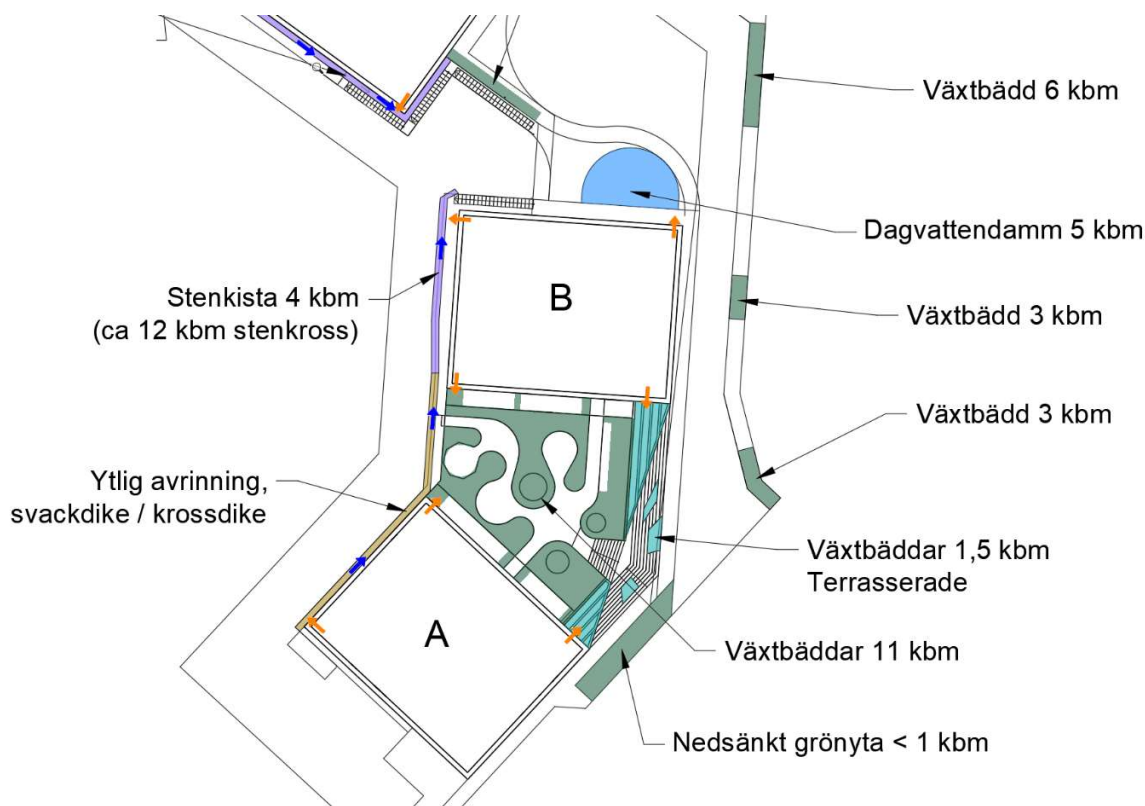 Växtbädd 6 kbm
Dagvattendamm 5 kbm
B
Stenkista 4 kbm
(ca 12 kbm stenkross)
Växtbädd 3 kbm
Växtbädd 3 kbm
Ytlig avrinning,
svackdike / krossdike
Växtbäddar 1,5 kbm
Terrasserade
A
Växtbäddar 11 kbm
Nedsänkt grönyta < 1 kbm